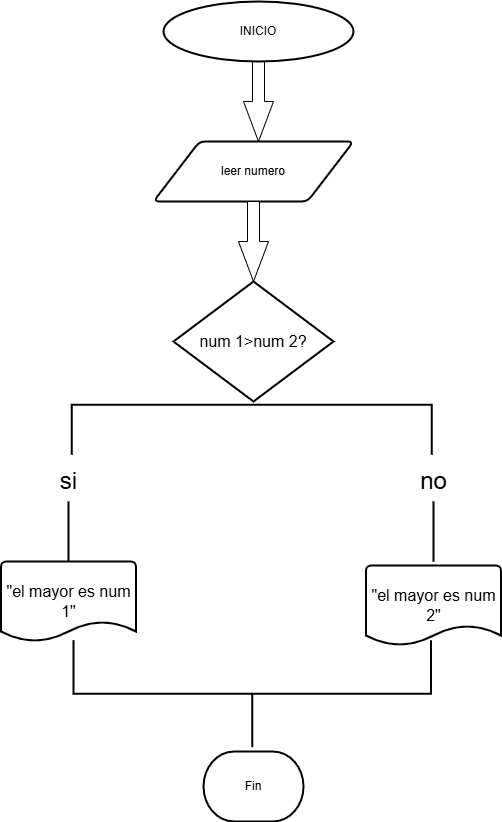 INICIO
leer numero
num 1>num 2?
si
no
"el mayor es num
1"
"el mayor es num
2"
Fin